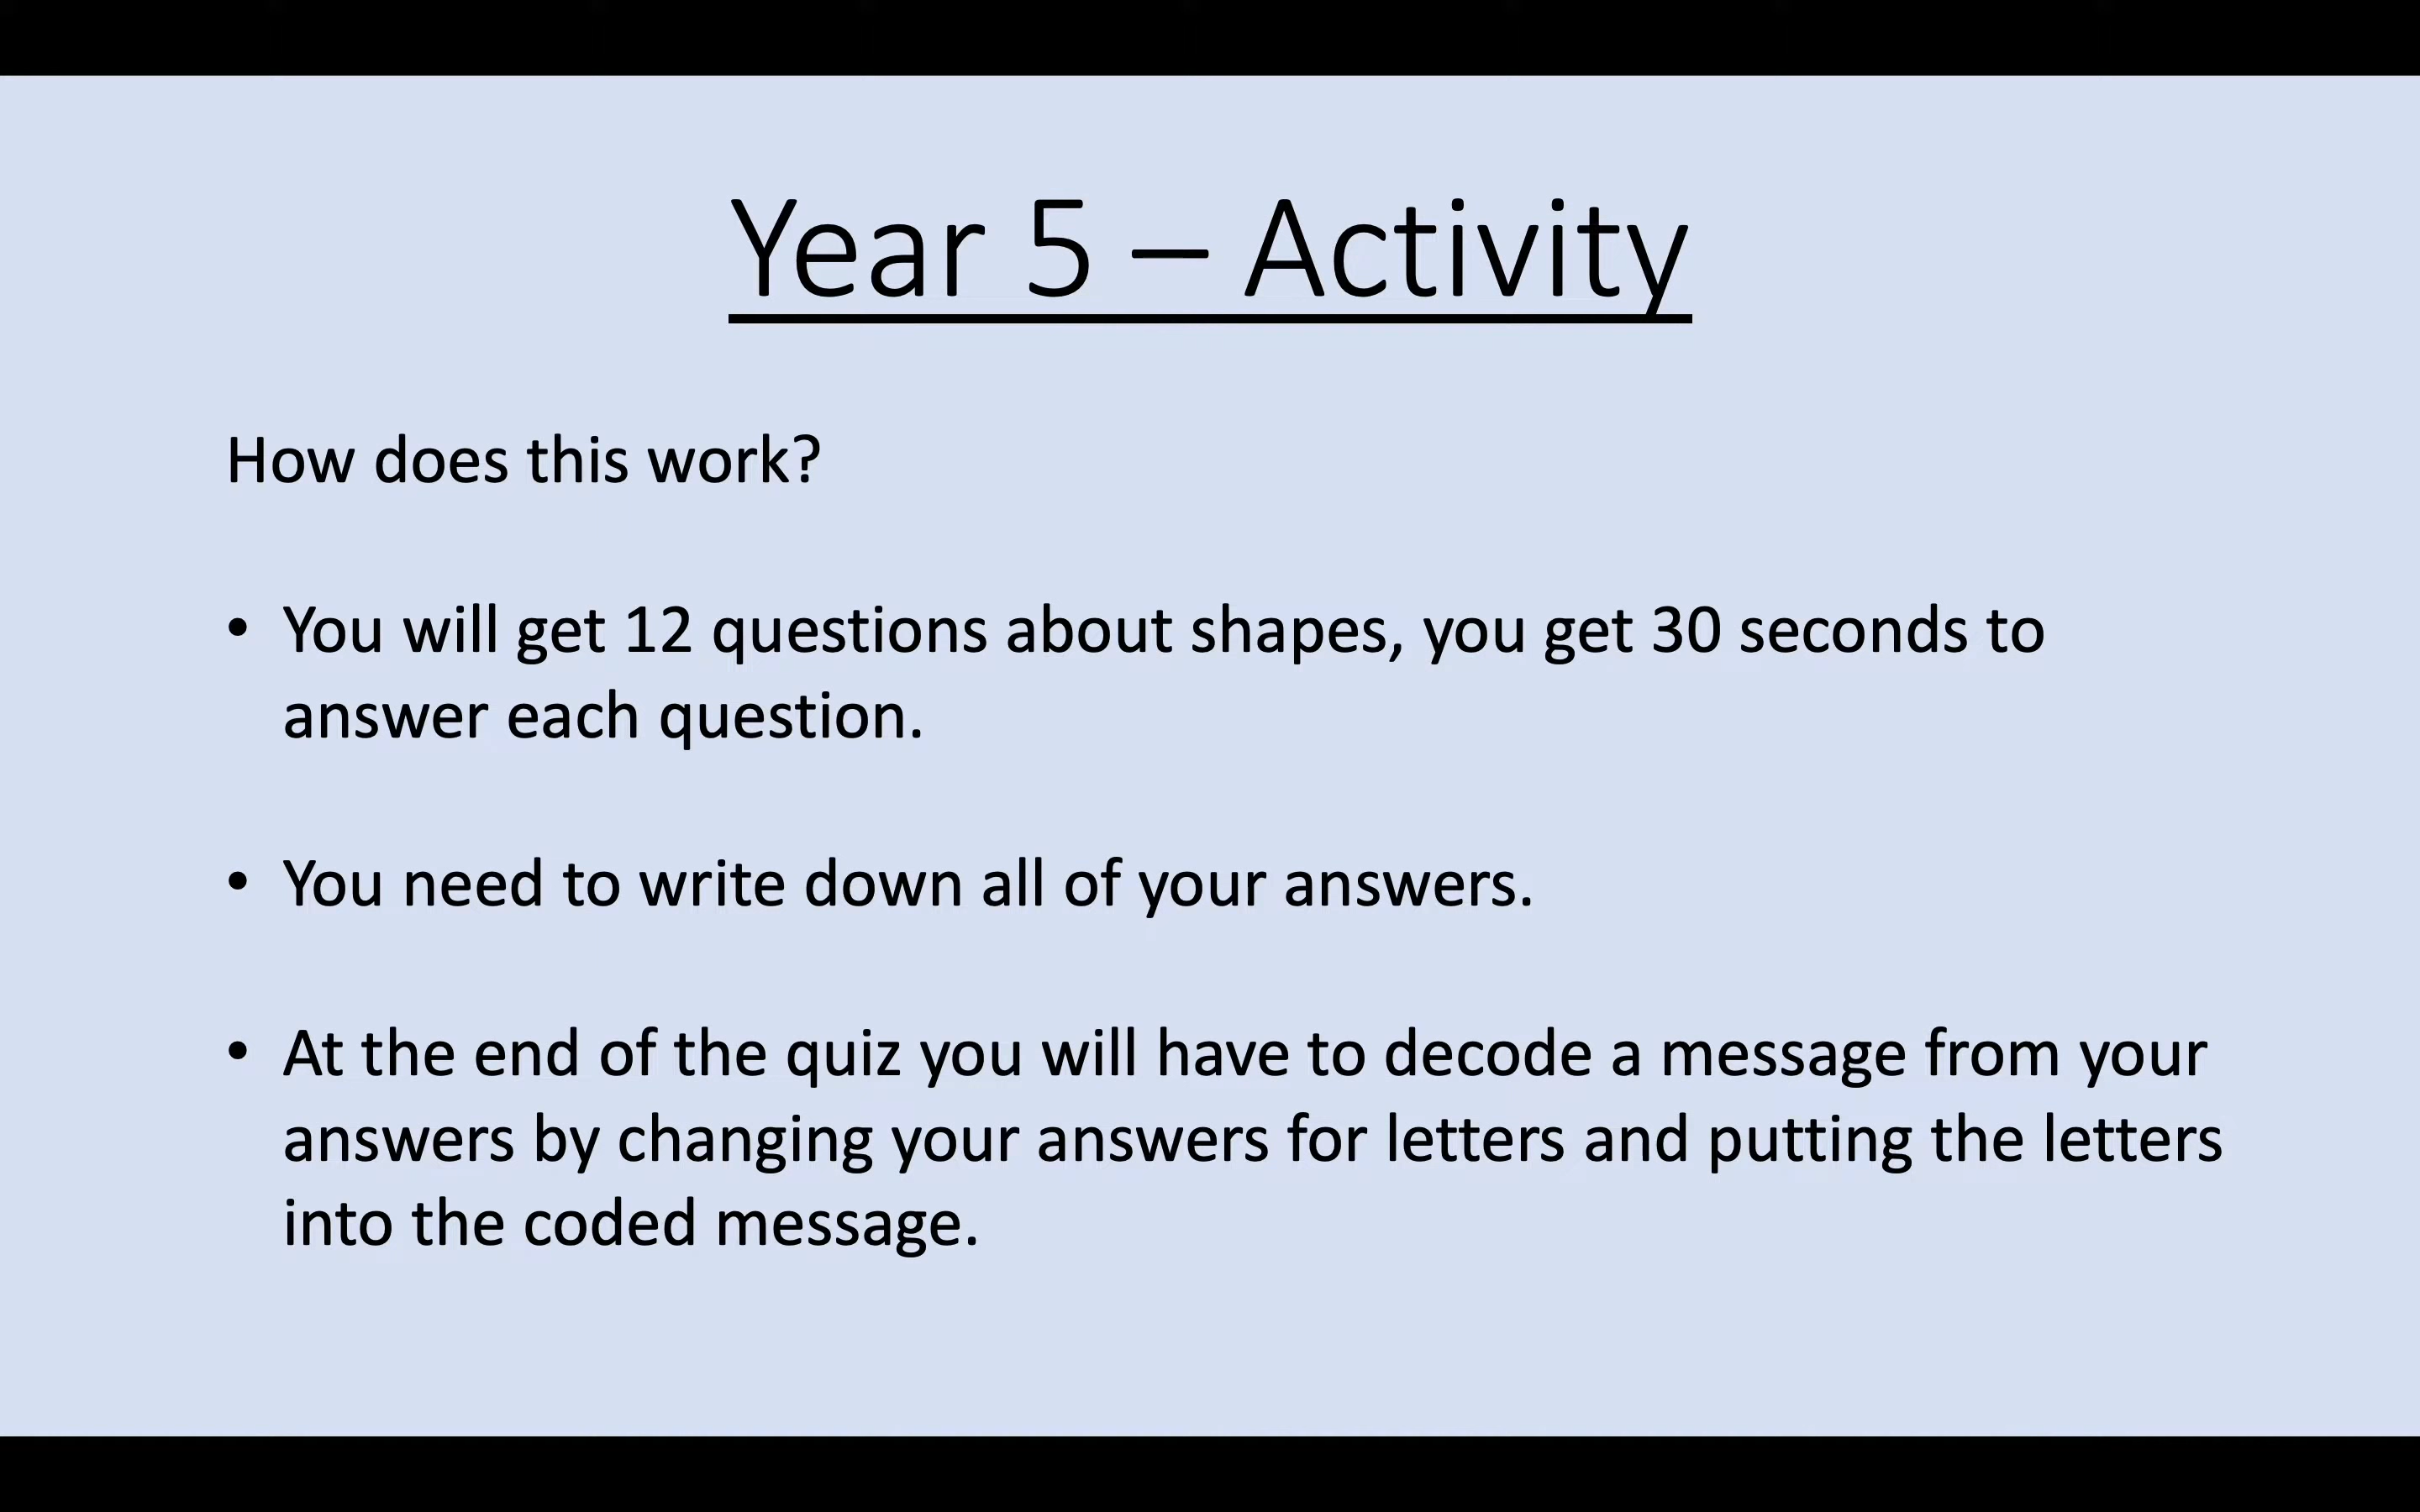 Year 5 – Activity
How does this work?
• You will get 12 questions about shapes, you get 30 seconds to
answer each question.
• You need to write down all of your answers.
• At the end of the quiz you will have to decode a message from your
answers by changing your answers for letters and putting the letters
into the coded message.